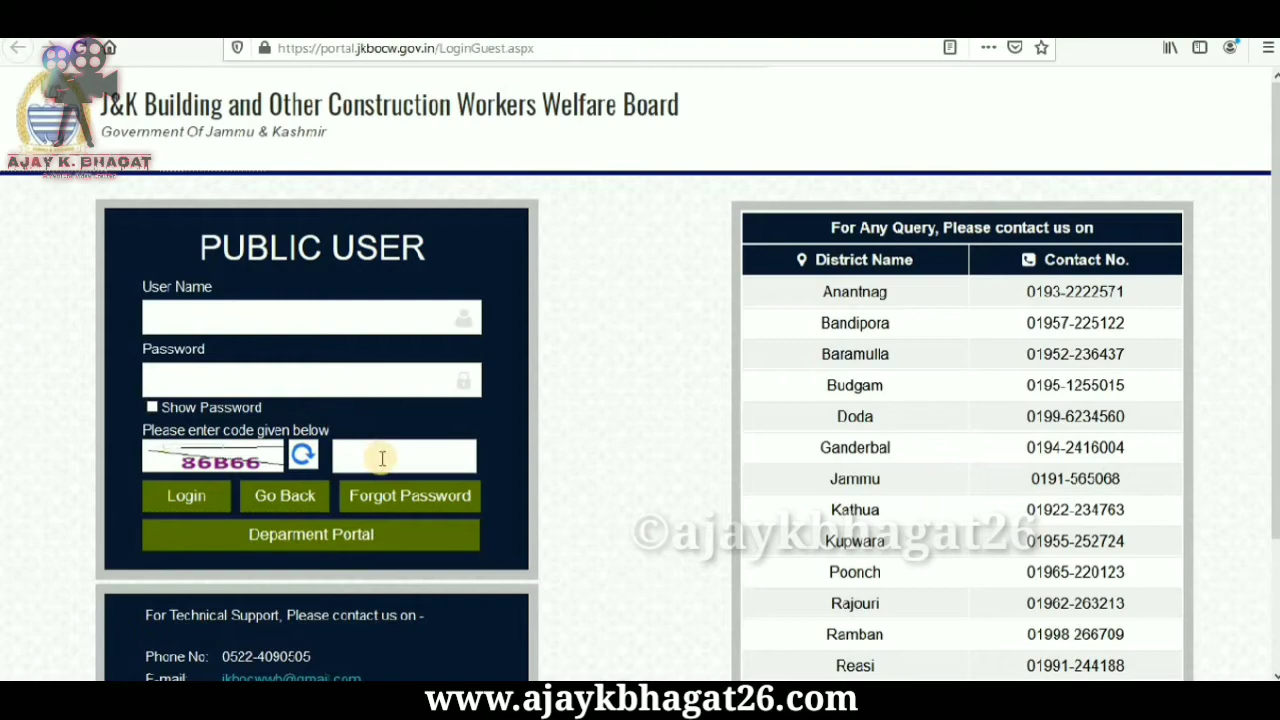 https://portal.jkbocw.gov.in/LoginGuest.aspx
J&K Building and Other Construction Workers Welfare Board
Government Of Jammu & Kashmir
AJAY K. BHAGAT
PUBLIC USER
User Name
Password
Show Password
Please enter code given below
86B66
Login
Go Back
Forgot Password
Deparment Portal
For Technical Support, Please contact us on -
Phone No: 0522-4090505
E-mail: jkbocwwb@gmail.com
For Any Query, Please contact us on
District Name Contact No.
Anantnag 0193-2222571
Bandipora 01957-225122
Baramulla 01952-236437
Budgam 0195-1255015
Doda 0199-6234560
Ganderbal 0194-2416004
Jammu 0191-565068
Kathua 01922-234763
©ajaykbhagat26
Kupwara 01955-252724
Poonch 01965-220123
Rajouri 01962-263213
Ramban 01998 266709
Reasi 01991-244188
www.ajaykbhagat26.com